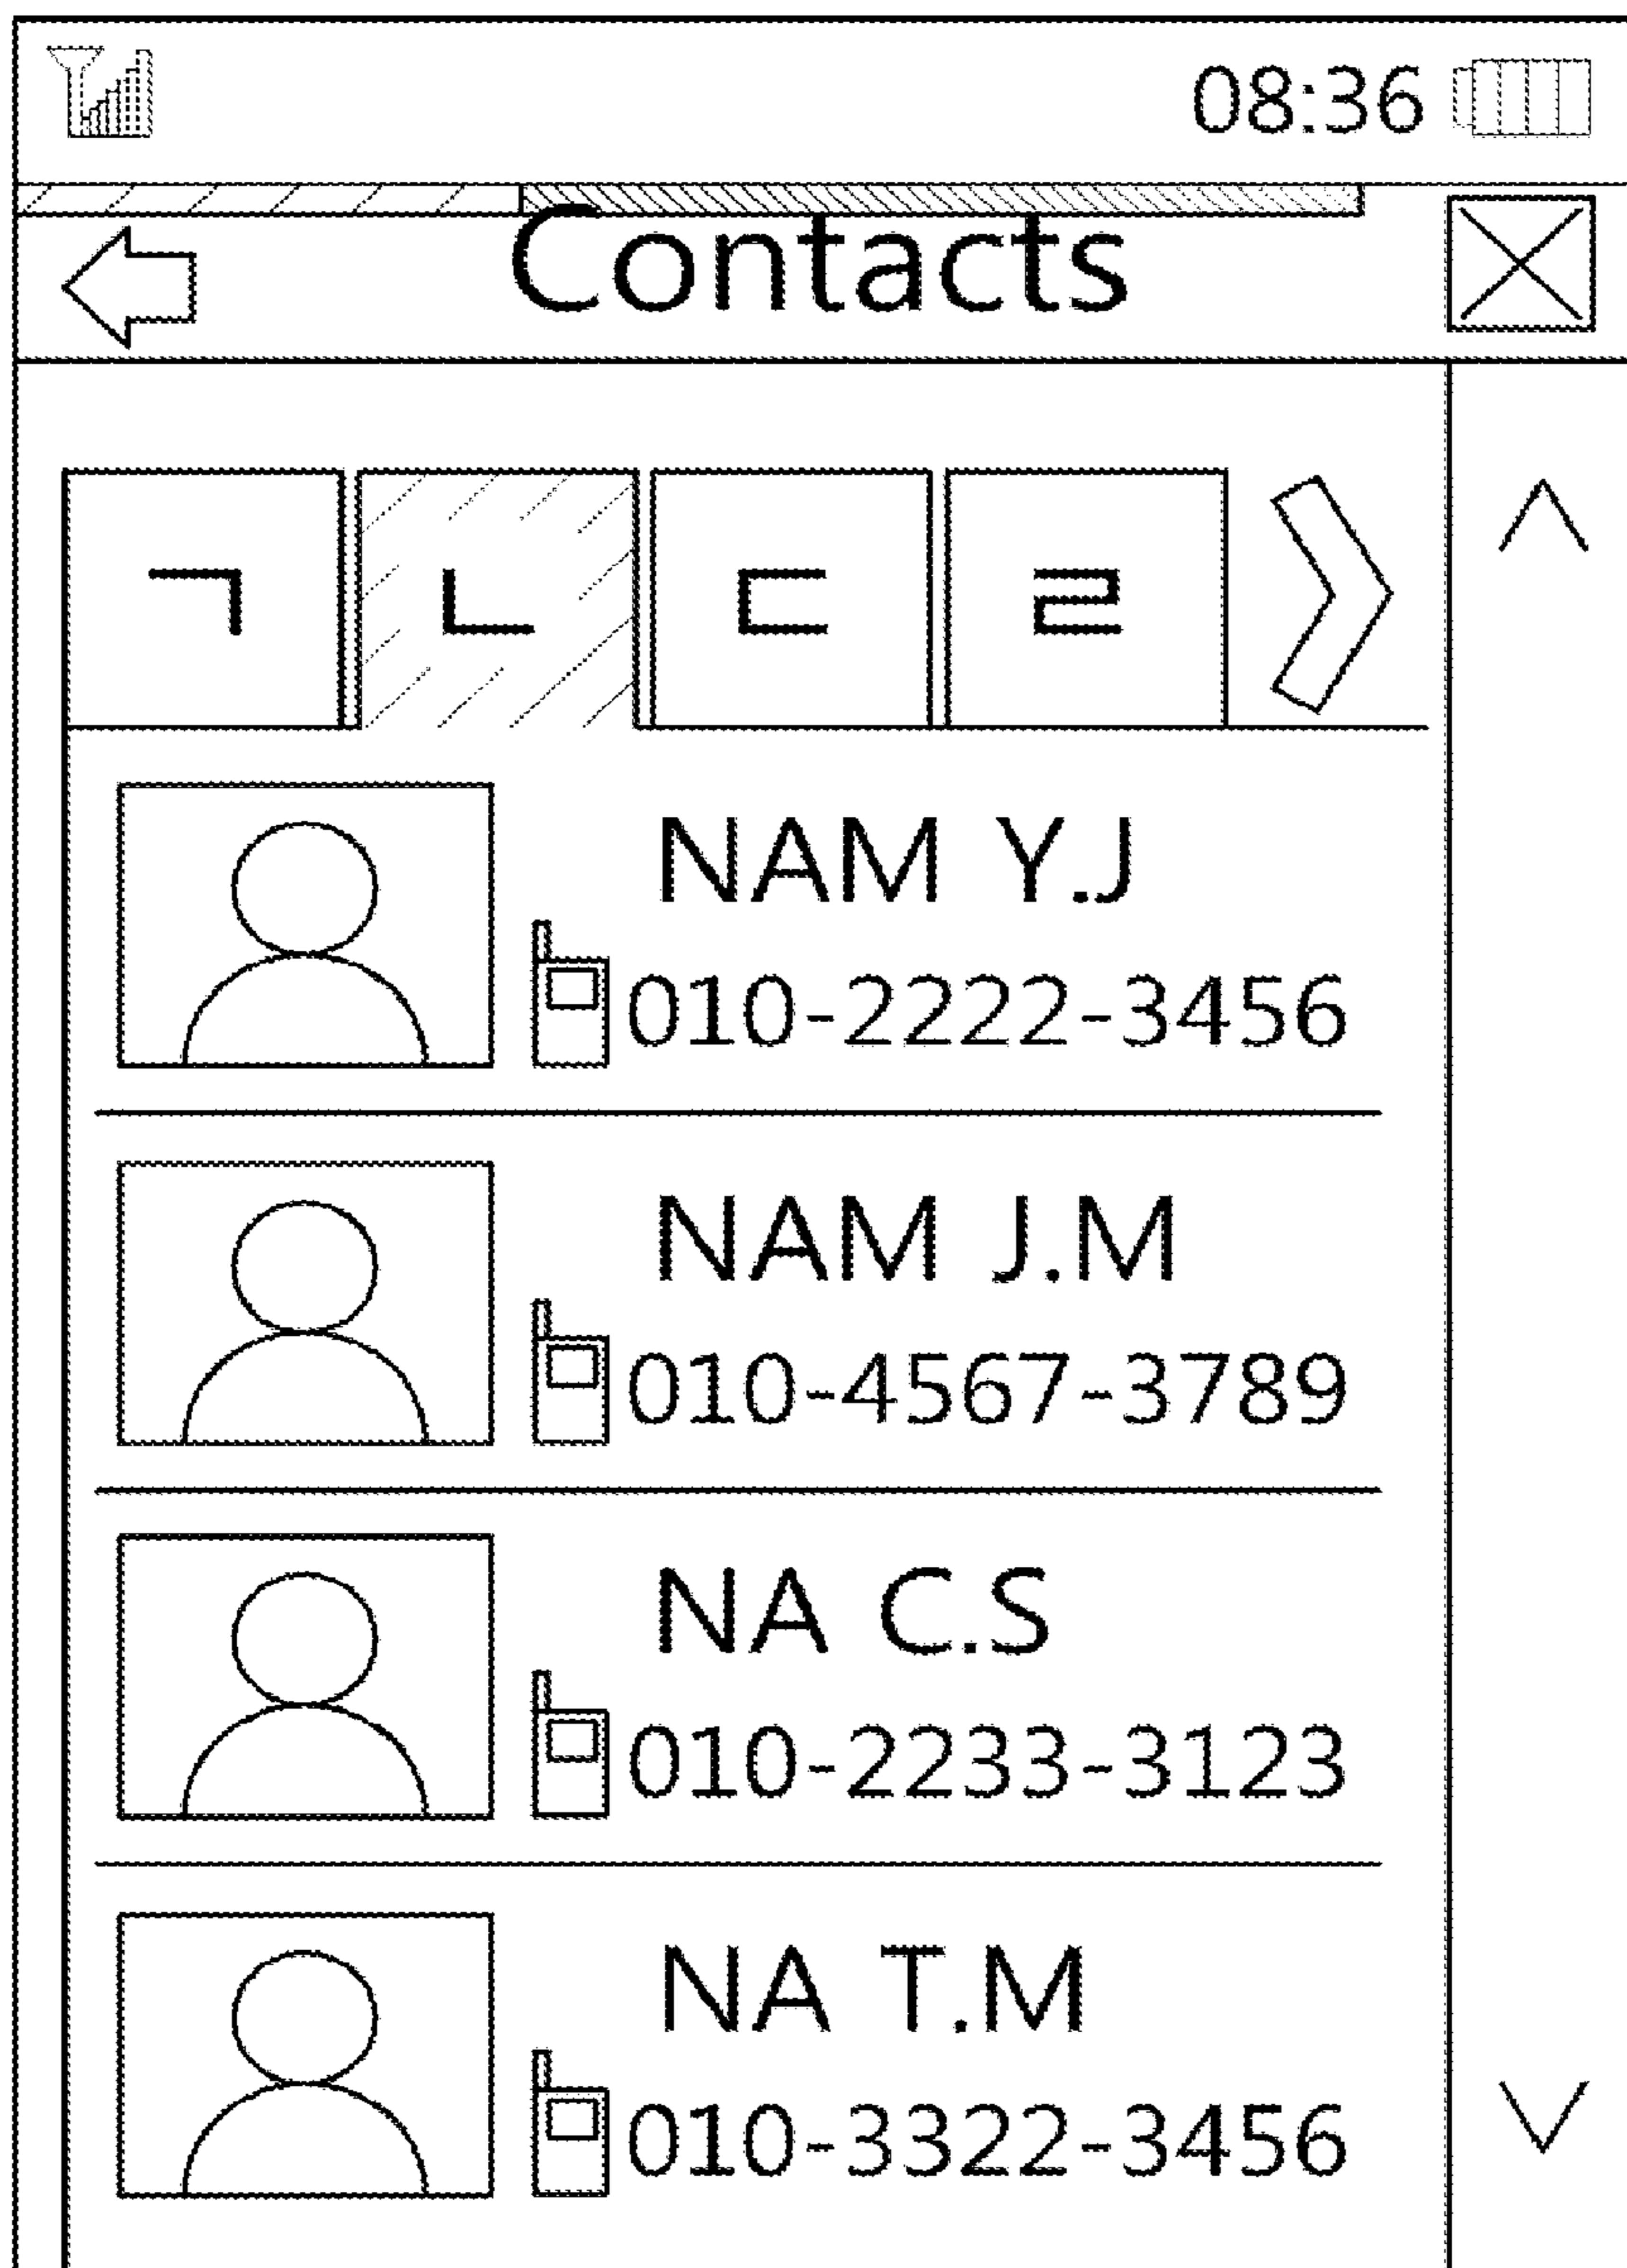 08:36
Contacts
ㄱ ㄴ ㄷ ㄹ
NAM Y.J
010-2222-3456
NAM J.M
010-4567-3789
NA C.S
010-2233-3123
NA T.M
010-3322-3456